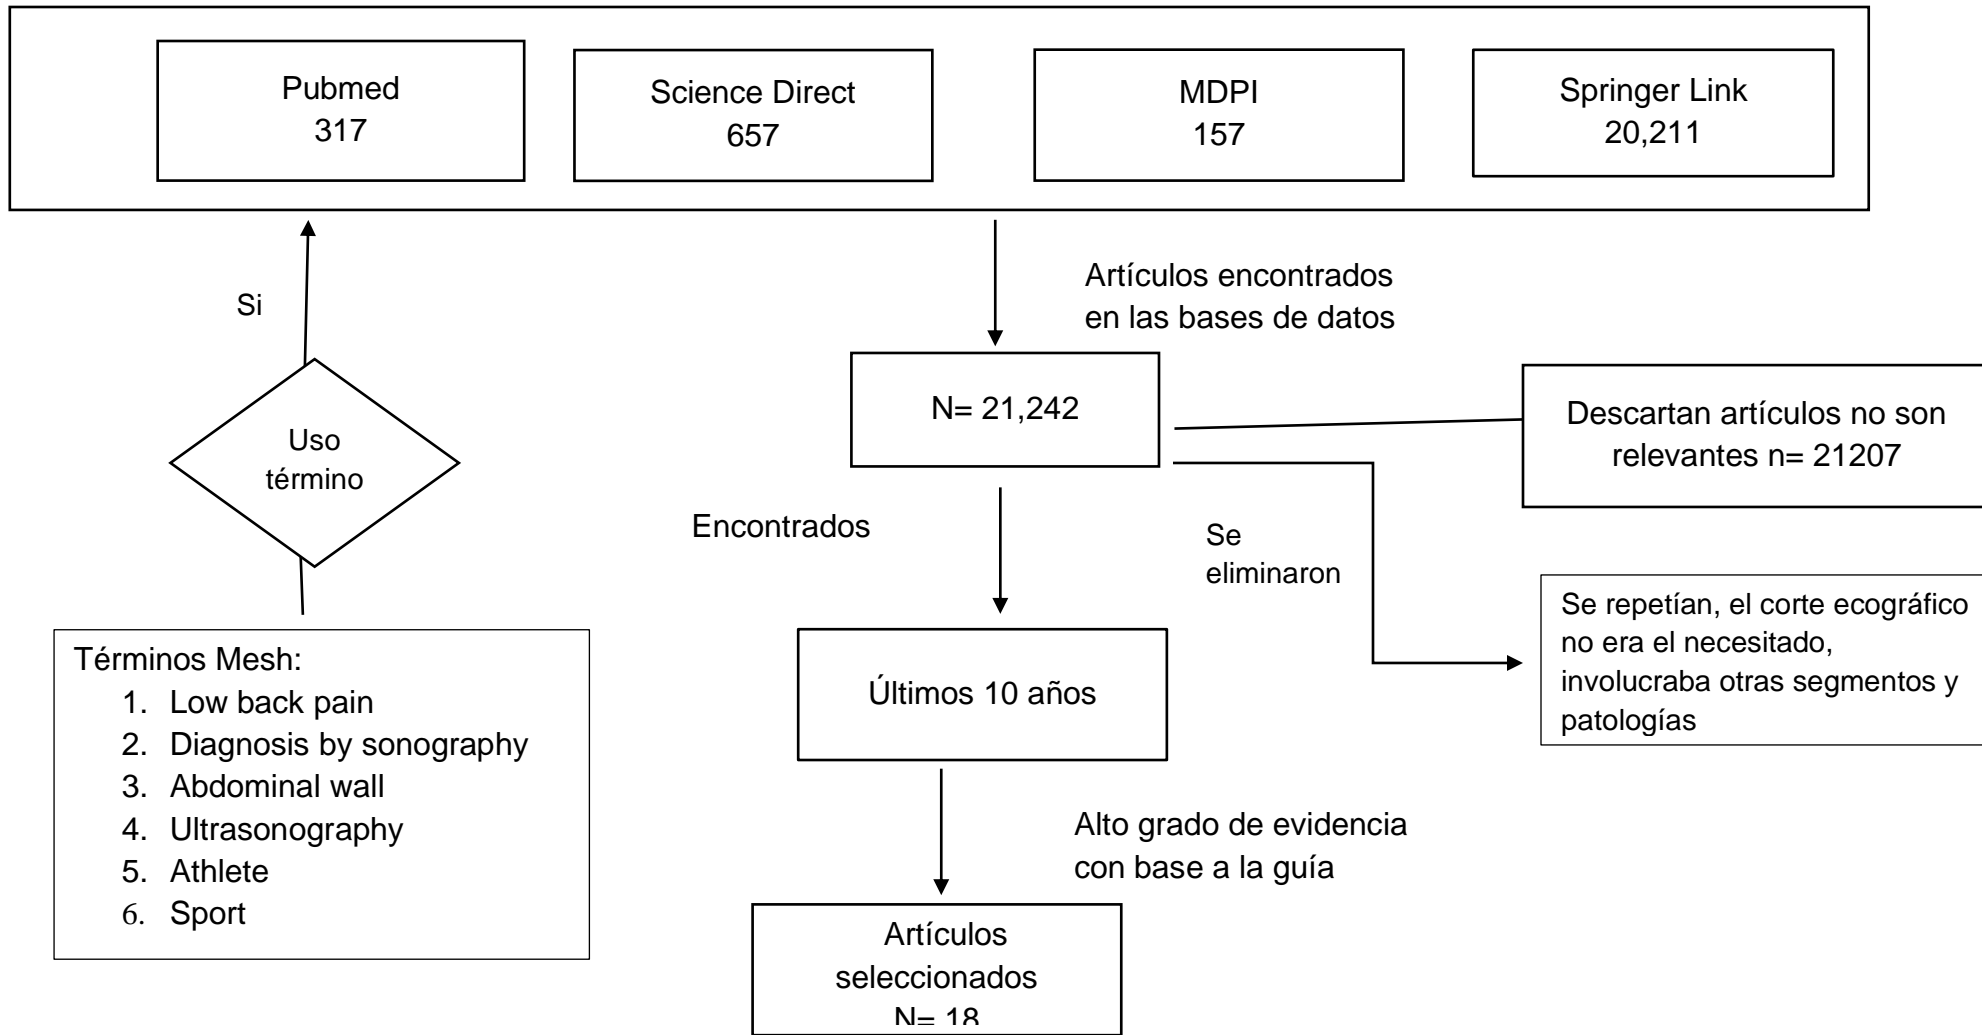 Pubmed
317
Science Direct
657
MDPI
157
Springer Link
20,211
Si
Artículos encontrados
en las bases de datos
Uso
término
N= 21,242
Descartan artículos no son
relevantes n= 21207
Encontrados
Se
eliminaron
Se repetían, el corte ecográfico
no era el necesitado,
involucraba otras segmentos y
patologías
Términos Mesh:
1. Low back pain
2. Diagnosis by sonography
3. Abdominal wall
4. Ultrasonography
5. Athlete
6. Sport
Últimos 10 años
Alto grado de evidencia
con base a la guía
Artículos
seleccionados
N= 18